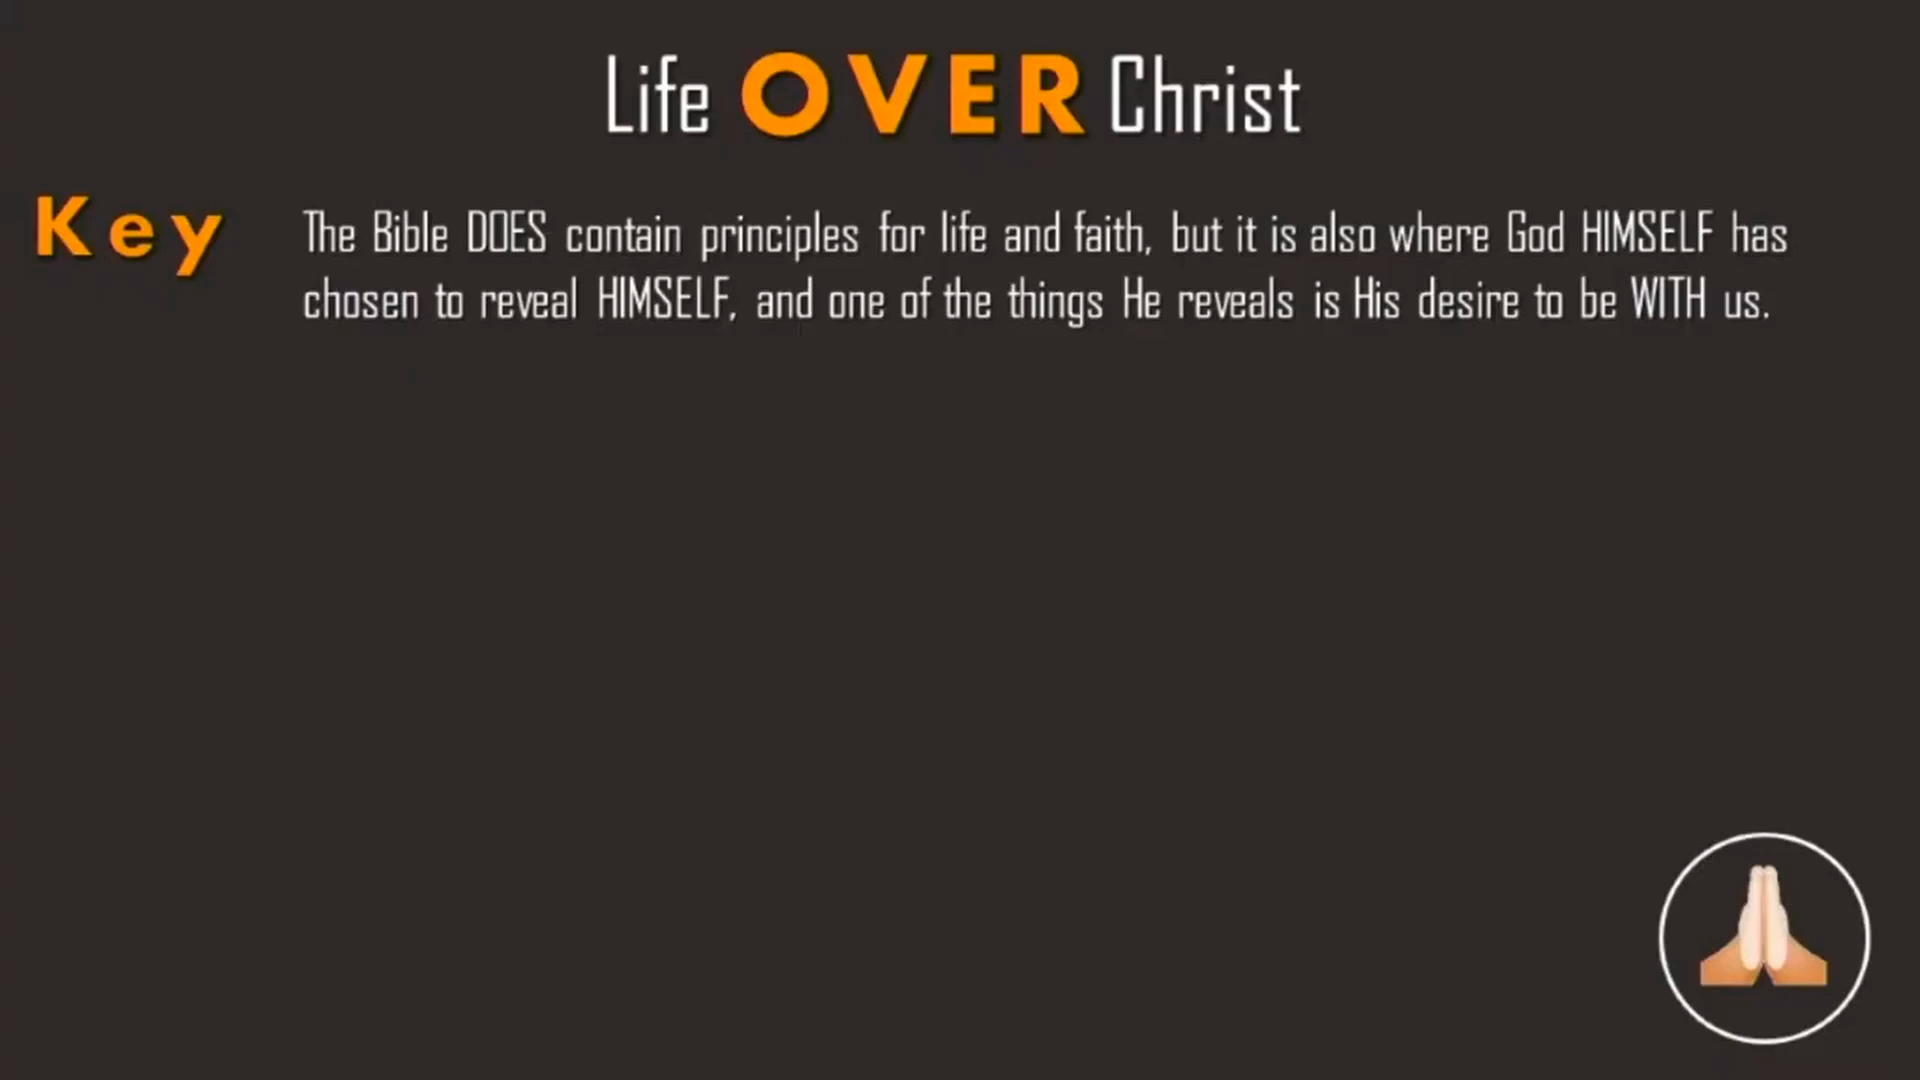 Life OVER Christ
Key
The Bible DOES contain principles for life and faith, but it is also where God HIMSELF has
chosen to reveal HIMSELF, and one of the things He reveals is His desire to be WITH us.